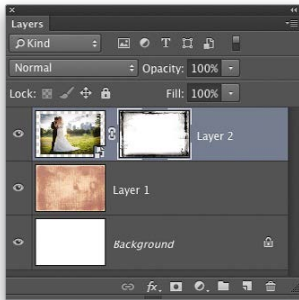 Layers
Kind
Normal Opacity: 100%
Lock: Fill: 100%
Layer 2
Layer 1
Background
fx.